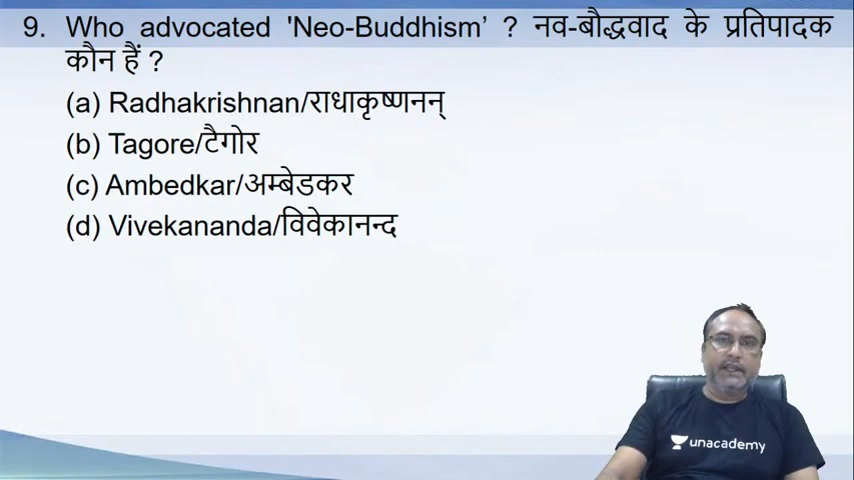 9. Who advocated 'Neo-Buddhism’ ? नव-बौद्धवाद के प्रतिपादक
कौन हैं ?
(a) Radhakrishnan/राधाकृष्णनन्
(b) Tagore/टैगोर
(c) Ambedkar/अम्बेडकर
(d) Vivekananda/विवेकानन्द
unacademy